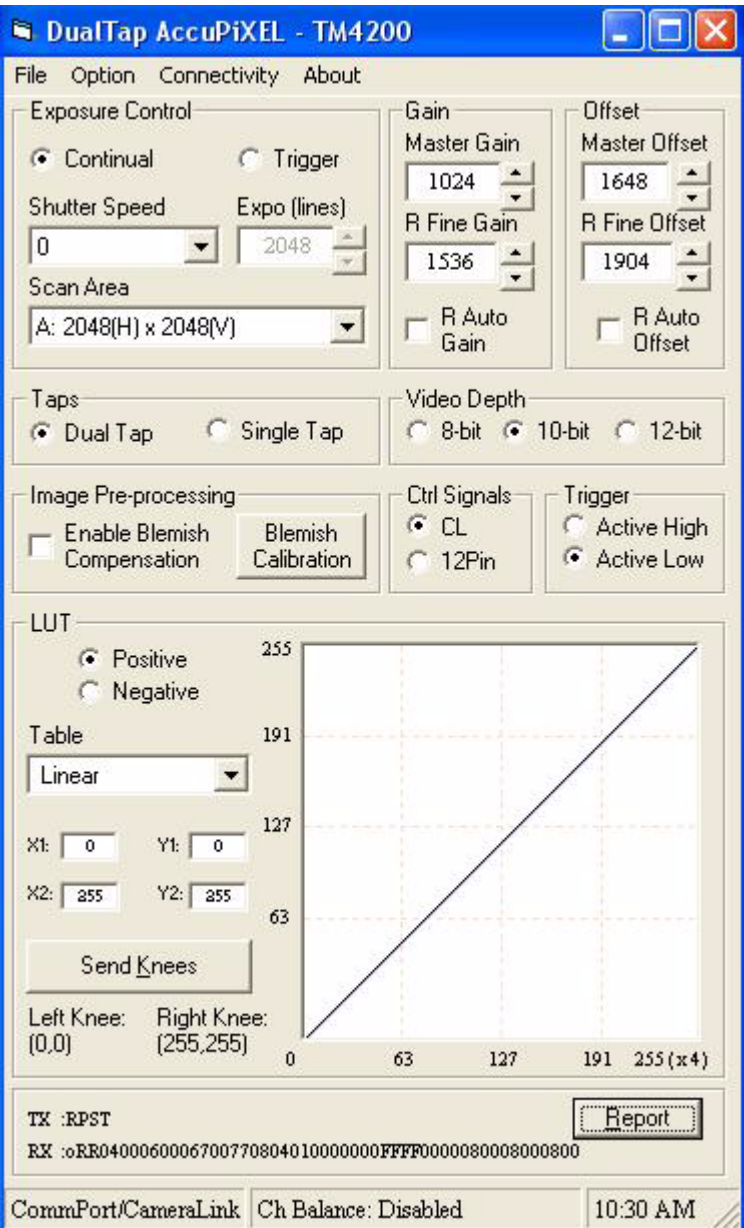 DualTap AccuPiXEL - TM4200
File Option Connectivity About
Exposure Control
Continual Trigger
Shutter Speed Expo (lines)
0 2048
Scan Area
A: 2048(H) x 2048(V)
Gain
Master Gain
1024
R Fine Gain
1536
R Auto
Gain
Offset
Master Offset
1648
R Fine Offset
1904
R Auto
Offset
Taps
Dual Tap Single Tap
Video Depth
8-bit 10-bit 12-bit
Image Pre-processing
Enable Blemish
Compensation
Blemish
Calibration
Ctrl Signals
CL
12Pin
Trigger
Active High
Active Low
LUT
Positive
Negative
Table
Linear
X1: 0 Y1: 0
X2: 255 Y2: 255
Send Knees
Left Knee: Right Knee:
(0,0) (255,255)
255
191
127
63
0 63 127 191 255(x4)
TX :RPST
RX :oRR04000600067007708040100000000FFFF0000080008000800
Report
CommPort/CameraLink Ch Balance: Disabled 10:30 AM